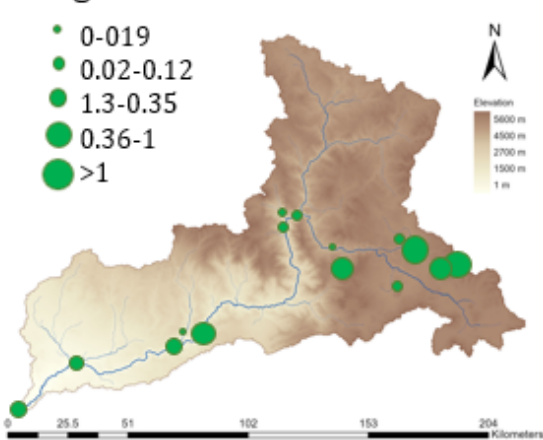 0-019
0.02-0.12
1.3-0.35
0.36-1
>1
N
Elevation
5600 m
4500 m
2700 m
1500 m
1 m
0 25.5 51 102 153 204
Kilometers